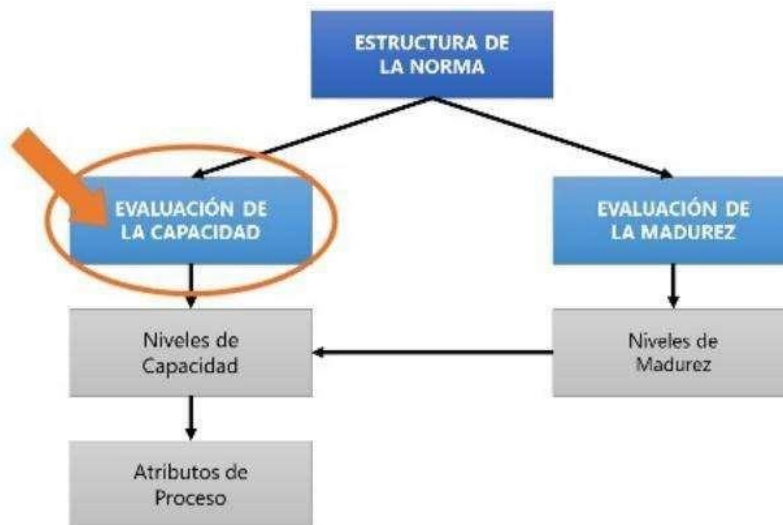 ESTRUCTURA DE
LA NORMA
EVALUACIÓN DE
LA CAPACIDAD
EVALUACIÓN DE
LA MADUREZ
Niveles de
Capacidad
Niveles de
Madurez
Atributos de
Proceso